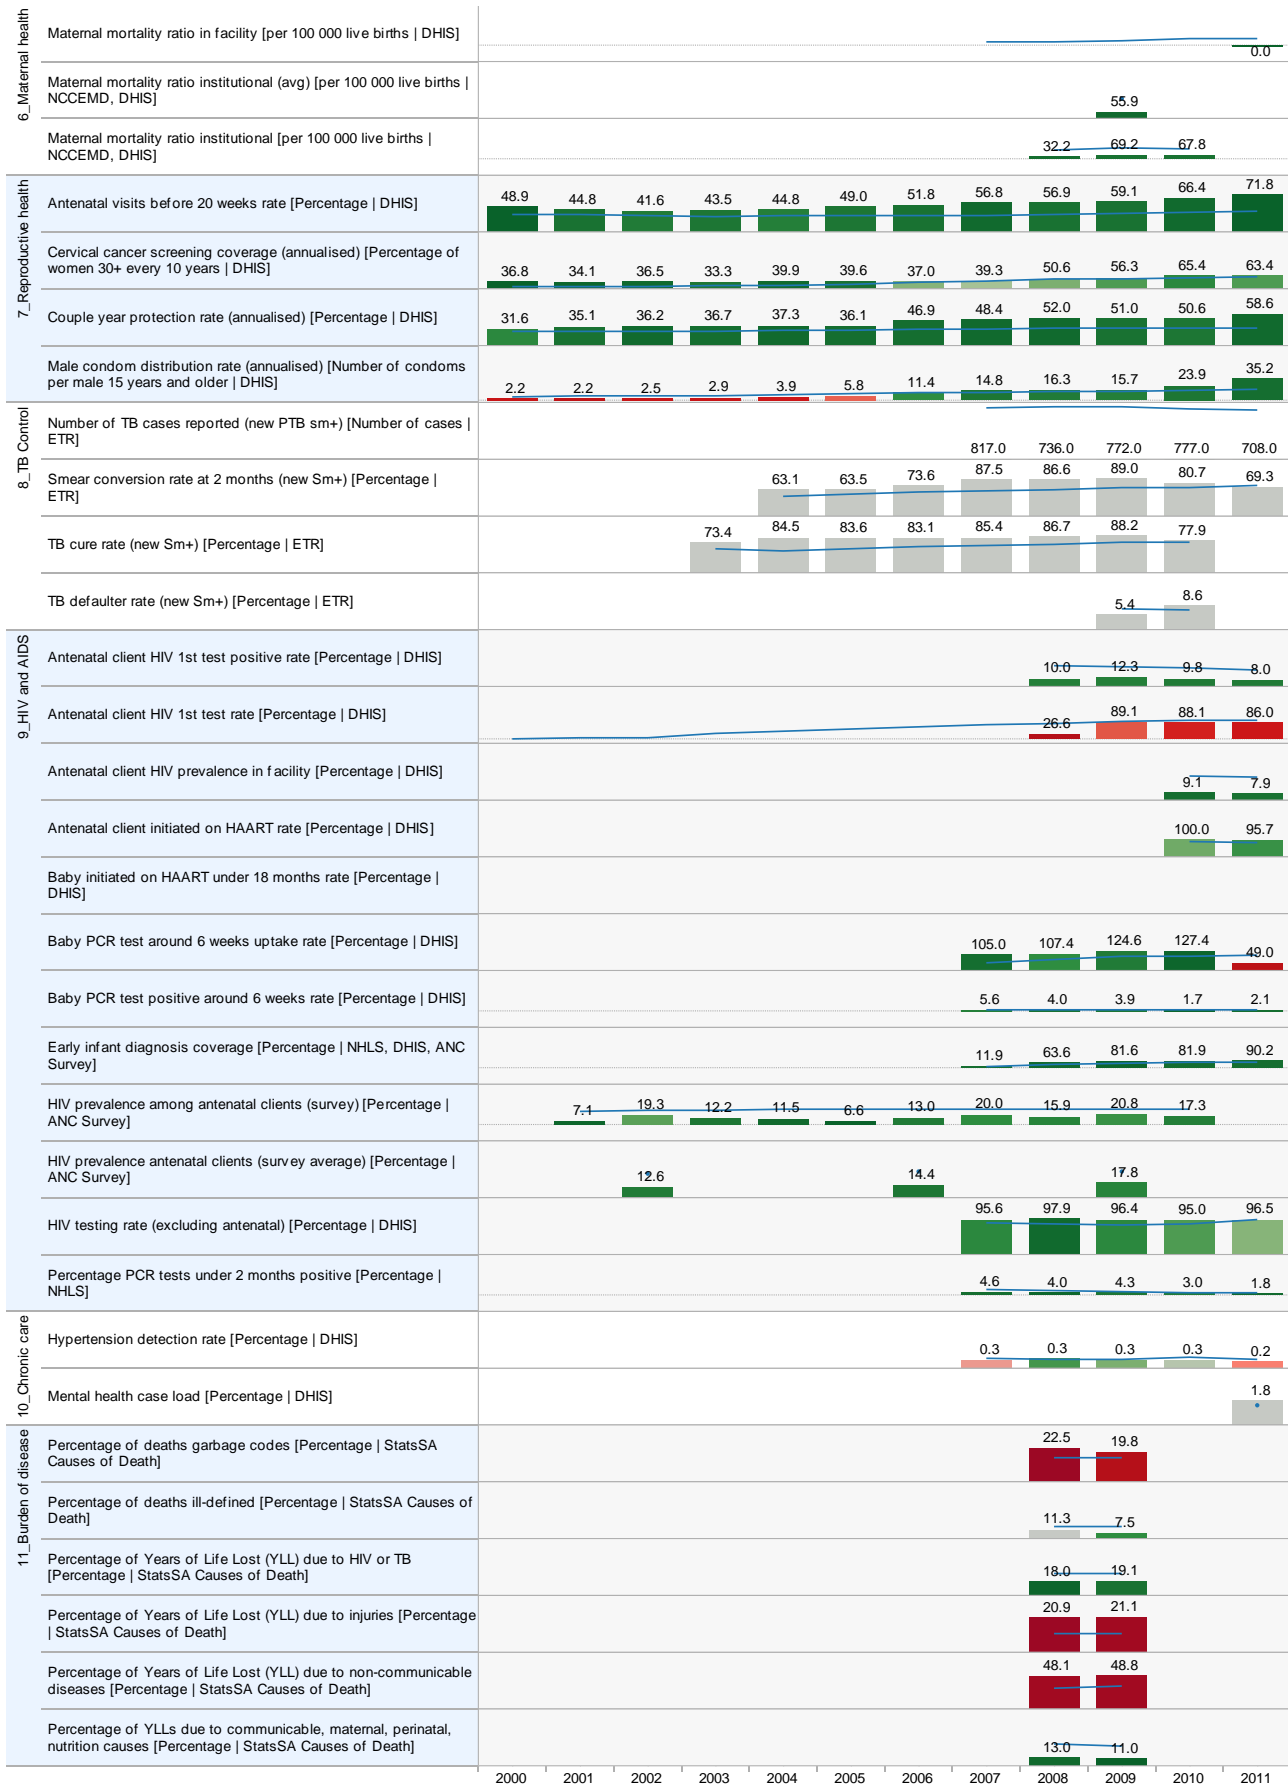 6_Maternal health
Maternal mortality ratio in facility [per 100 000 live births | DHIS]
0.0
Maternal mortality ratio institutional (avg) [per 100 000 live births |
NCCEMD, DHIS]
55.9
Maternal mortality ratio institutional [per 100 000 live births |
NCCEMD, DHIS]
32.2 69.2 67.8
7_Reproductive health
Antenatal visits before 20 weeks rate [Percentage | DHIS]
48.9 44.8 41.6 43.5 44.8 49.0 51.8 56.8 56.9 59.1 66.4 71.8
Cervical cancer screening coverage (annualised) [Percentage of
women 30+ every 10 years | DHIS]
36.8 34.1 36.5 33.3 39.9 39.6 37.0 39.3 50.6 56.3 65.4 63.4
Couple year protection rate (annualised) [Percentage | DHIS]
31.6 35.1 36.2 36.7 37.3 36.1 46.9 48.4 52.0 51.0 50.6 58.6
Male condom distribution rate (annualised) [Number of condoms
per male 15 years and older | DHIS]
2.2 2.2 2.5 2.9 3.9 5.8 11.4 14.8 16.3 15.7 23.9 35.2
8_TB Control
Number of TB cases reported (new PTB sm+) [Number of cases |
ETR]
817.0 736.0 772.0 777.0 708.0
Smear conversion rate at 2 months (new Sm+) [Percentage |
ETR]
63.1 63.5 73.6 87.5 86.6 89.0 80.7 69.3
TB cure rate (new Sm+) [Percentage | ETR]
73.4 84.5 83.6 83.1 85.4 86.7 88.2 77.9
TB defaulter rate (new Sm+) [Percentage | ETR]
5.4 8.6
9_HIV and AIDS
Antenatal client HIV 1st test positive rate [Percentage | DHIS]
10.0 12.3 9.8 8.0
Antenatal client HIV 1st test rate [Percentage | DHIS]
26.6 89.1 88.1 86.0
Antenatal client HIV prevalence in facility [Percentage | DHIS]
9.1 7.9
Antenatal client initiated on HAART rate [Percentage | DHIS]
100.0 95.7
Baby initiated on HAART under 18 months rate [Percentage |
DHIS]
Baby PCR test around 6 weeks uptake rate [Percentage | DHIS]
105.0 107.4 124.6 127.4 49.0
Baby PCR test positive around 6 weeks rate [Percentage | DHIS]
5.6 4.0 3.9 1.7 2.1
Early infant diagnosis coverage [Percentage | NHLS, DHIS, ANC
Survey]
11.9 63.6 81.6 81.9 90.2
HIV prevalence among antenatal clients (survey) [Percentage |
ANC Survey]
7.1 19.3 12.2 11.5 6.6 13.0 20.0 15.9 20.8 17.3
HIV prevalence antenatal clients (survey average) [Percentage |
ANC Survey]
12.6 14.4 17.8
HIV testing rate (excluding antenatal) [Percentage | DHIS]
95.6 97.9 96.4 95.0 96.5
Percentage PCR tests under 2 months positive [Percentage |
NHLS]
4.6 4.0 4.3 3.0 1.8
10_Chronic care
Hypertension detection rate [Percentage | DHIS]
0.3 0.3 0.3 0.3 0.2
Mental health case load [Percentage | DHIS]
1.8
11_Burden of disease
Percentage of deaths garbage codes [Percentage | StatsSA
Causes of Death]
22.5 19.8
Percentage of deaths ill-defined [Percentage | StatsSA Causes of
Death]
11.3 7.5
Percentage of Years of Life Lost (YLL) due to HIV or TB
[Percentage | StatsSA Causes of Death]
18.0 19.1
Percentage of Years of Life Lost (YLL) due to injuries [Percentage
| StatsSA Causes of Death]
20.9 21.1
Percentage of Years of Life Lost (YLL) due to non-communicable
diseases [Percentage | StatsSA Causes of Death]
48.1 48.8
Percentage of YLLs due to communicable, maternal, perinatal,
nutrition causes [Percentage | StatsSA Causes of Death]
13.0 11.0
2000 2001 2002 2003 2004 2005 2006 2007 2008 2009 2010 2011